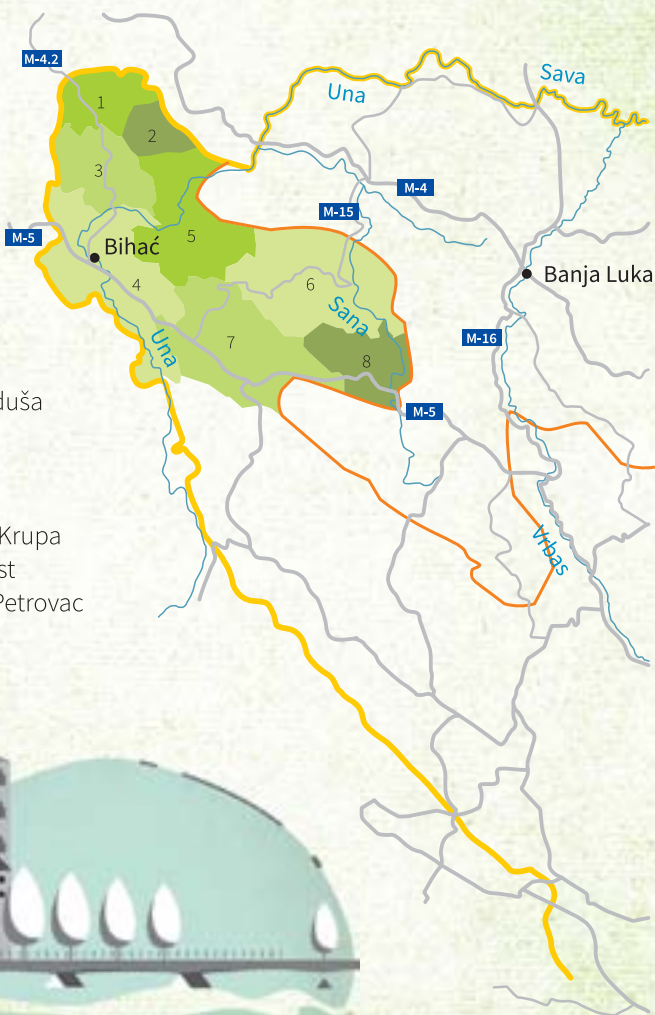 M-4.2
Una
Sava
1
2
3
M-4
M-15
5
M-5
Bihać
Banja Luka
4
6
Sana
M-16
Una
7
8
duša
M-5
Krupa
Vrbas
st
Petrovac